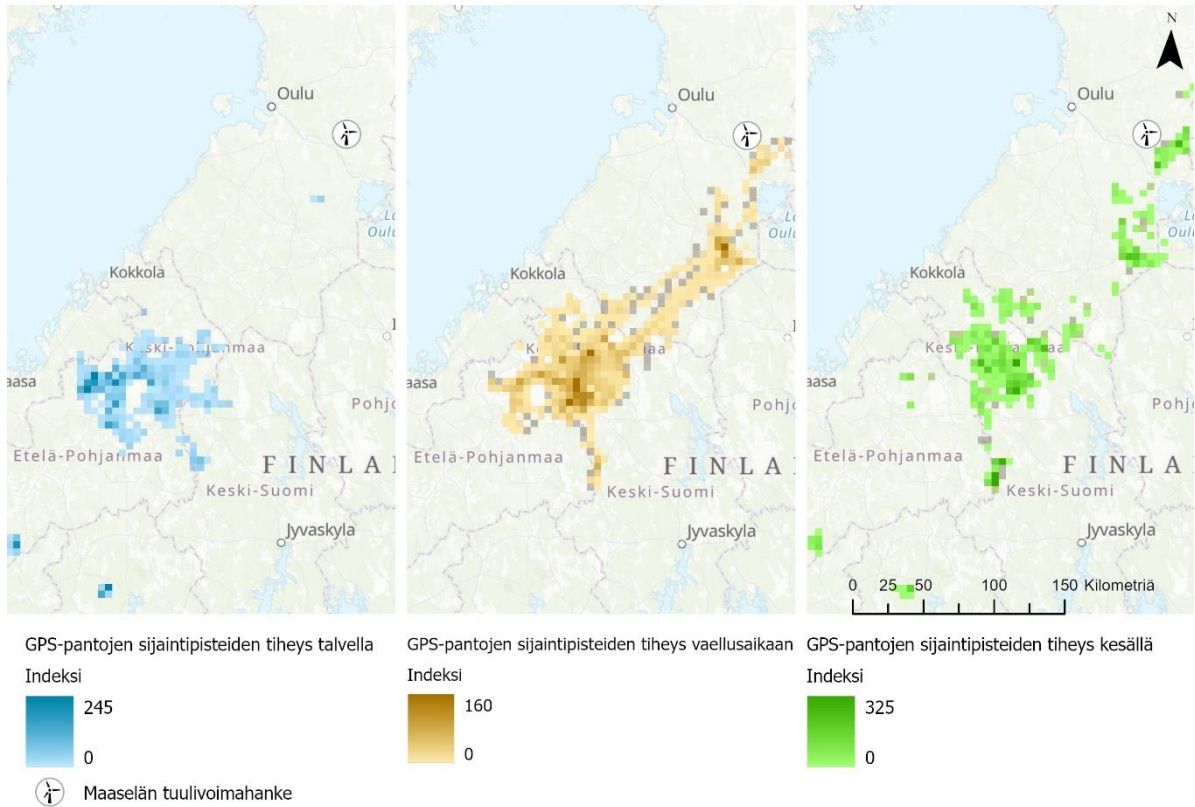 Oulu
Oulu
Kokkola
Keski-Pohjanmaa
aasa
Etelä-Pohjanmaa
FINLA
Keski-Suomi
Jyvaskyla
Oulu
Kokkola
aasa
Pohj
Etelä-Pohjanmaa
FINLA
Keski-Suomi
Jyvaskyla
N
Oulu
Kokkola
aasa
Pohjo
Etelä-Pohjanmaa
FINLA
Keski-Suomi
Jyvaskyla
0 25 50 100 150 Kilometriä
GPS-pantojen sijaintipisteiden tiheys talvella
Indeksi
245
0
Maaselän tuulivoimahanke
GPS-pantojen sijaintipisteiden tiheys vaellusaikaan
Indeksi
160
0
GPS-pantojen sijaintipisteiden tiheys kesällä
Indeksi
325
0